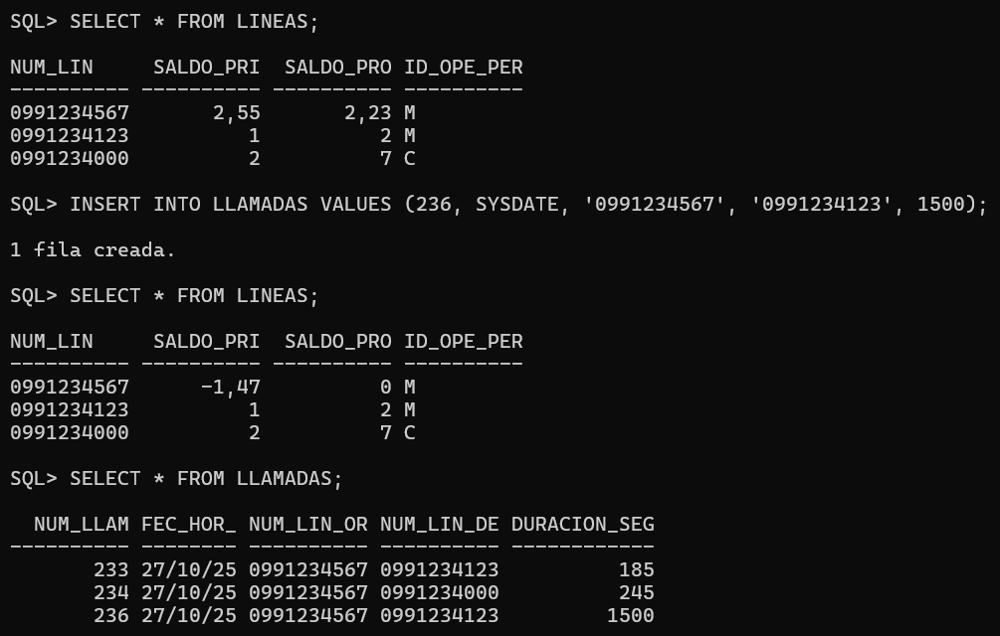 SQL> SELECT * FROM LINEAS;
NUM_LIN     SALDO_PRI  SALDO_PRO ID_OPE_PER
---------- ---------- ---------- ----------
0991234567       2,55       2,23 M
0991234123          1          2 M
0991234000          2          7 C
SQL> INSERT INTO LLAMADAS VALUES (236, SYSDATE, '0991234567', '0991234123', 1500);
1 fila creada.
SQL> SELECT * FROM LINEAS;
NUM_LIN     SALDO_PRI  SALDO_PRO ID_OPE_PER
---------- ---------- ---------- ----------
0991234567      -1,47          0 M
0991234123          1          2 M
0991234000          2          7 C
SQL> SELECT * FROM LLAMADAS;
  NUM_LLAM FEC_HOR_ NUM_LIN_OR NUM_LIN_DE DURACION_SEG
---------- -------- ---------- ---------- ------------
       233 27/10/25 0991234567 0991234123          185
       234 27/10/25 0991234567 0991234000          245
       236 27/10/25 0991234567 0991234123         1500